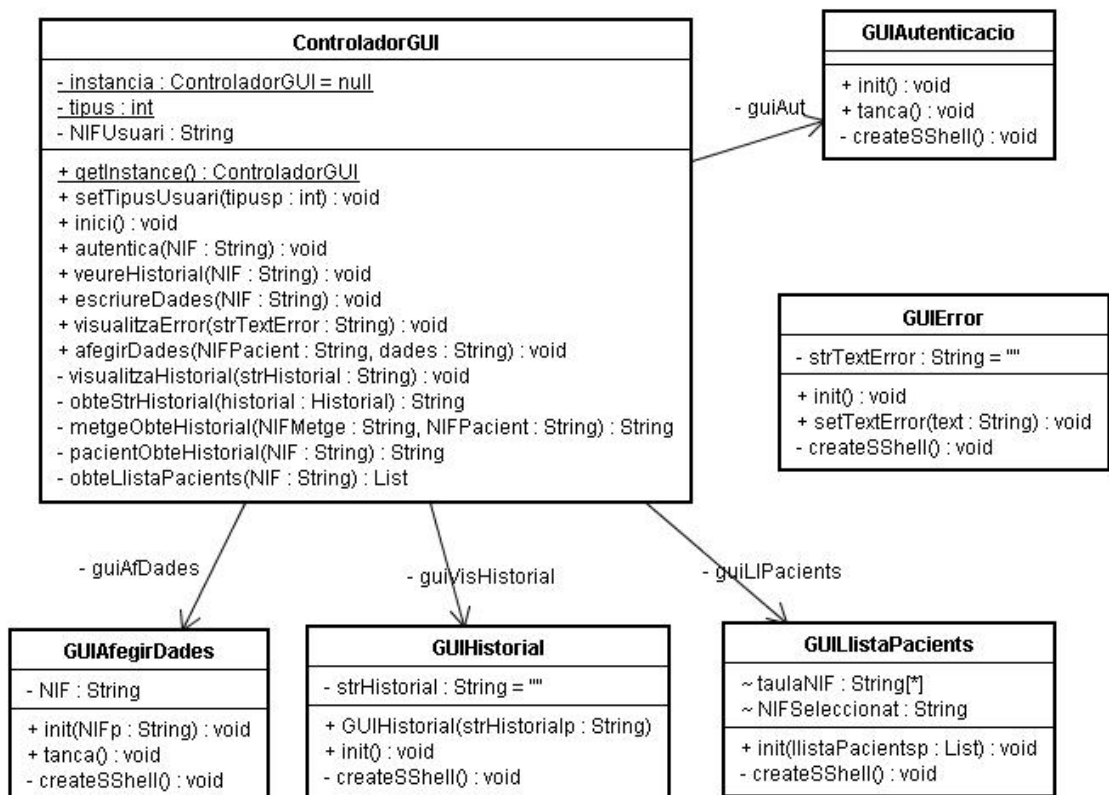 ControladorGUI
- instancia : ControladorGUI = null
- tipus : int
- NIFUsuari : String
+ getInstance() : ControladorGUI
+ setTipusUsuari(tipusp : int) : void
+ inici() : void
+ autentica(NIF : String) : void
+ veureHistorial(NIF : String) : void
+ escriureDades(NIF : String) : void
+ visualitzaError(strTextError : String) : void
+ afegirDades(NIFPacient : String, dades : String) : void
- visualitzaHistorial(strHistorial : String) : void
- obteStrHistorial(historial : Historial) : String
- metgeObteHistorial(NIFMetge : String, NIFPacient : String) : String
- pacientObteHistorial(NIF : String) : String
- obteLlistaPacients(NIF : String) : List
- guiAut
GUIAutenticacio
+ init() : void
+ tanca() : void
- createSShell() : void
GUIError
- strTextError : String = ""
+ init() : void
+ setTextError(text : String) : void
- createSShell() : void
- guiAfDades
- guiVisHistorial
- guiLlPacients
GUIAfegirDades
- NIF : String
+ init(NIFp : String) : void
+ tanca() : void
- createSShell() : void
GUIHistorial
- strHistorial : String = ""
+ GUIHistorial(strHistorialp : String)
+ init() : void
- createSShell() : void
GUILlistaPacients
~ taulaNIF : String[*]
~ NIFSeleccionat : String
+ init(llistaPacientsp : List) : void
- createSShell() : void